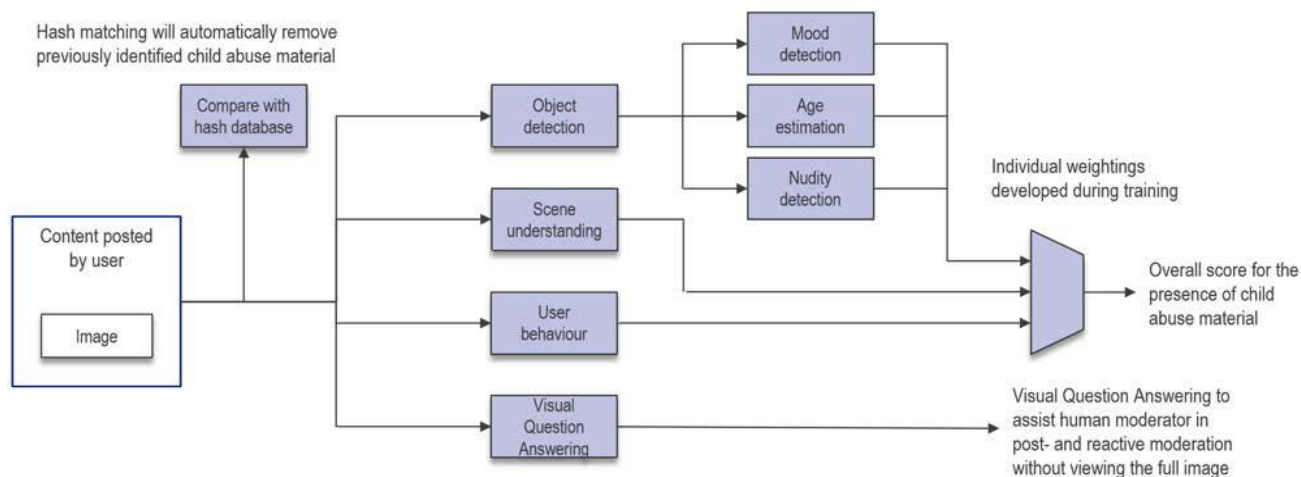 Hash matching will automatically remove
previously identified child abuse material
Compare with
hash database
Content posted
by user
Image
Object
detection
Scene
understanding
User
behaviour
Visual
Question
Answering
Mood
detection
Age
estimation
Nudity
detection
Individual weightings
developed during training
Overall score for the
presence of child
abuse material
Visual Question Answering to
assist human moderator in
post- and reactive moderation
without viewing the full image